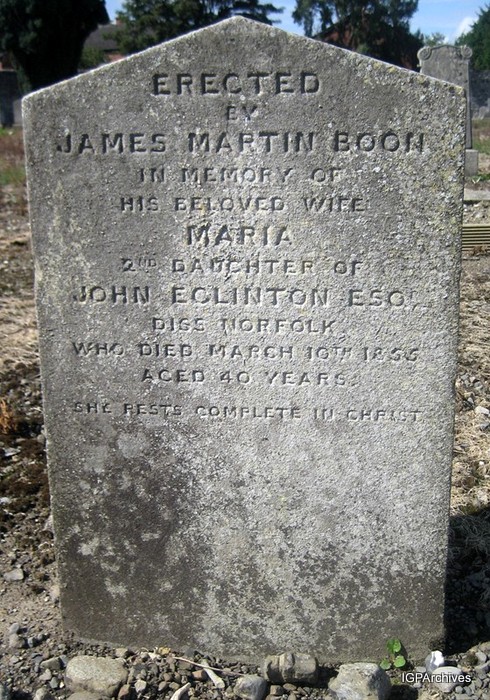 ERECTED
BY
JAMES MARTIN BOON
IN MEMORY OF
HIS BELOVED WIFE
MARIA
2ND DAUGHTER OF
JOHN EGLINTON ESQ.
DISS NORFOLK
WHO DIED MARCH 10TH 1855
AGED 40 YEARS.
SHE RESTS COMPLETE IN CHRIST
IGPArchives